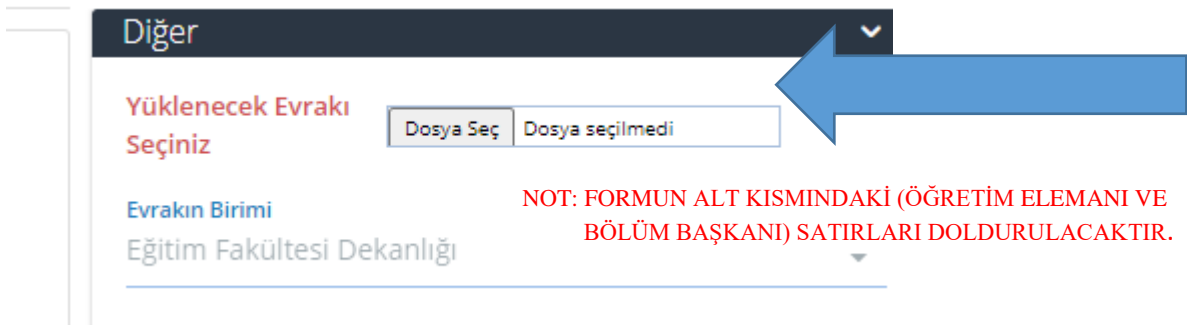 Diğer
Yüklenecek Evrakı
Seçiniz
Dosya Seç Dosya seçilmedi
NOT: FORMUN ALT KISMINDAKİ (ÖĞRETİM ELEMANI VE
BÖLÜM BAŞKANI) SATIRLARI DOLDURULACAKTIR.
Evrakın Birimi
Eğitim Fakültesi Dekanlığı